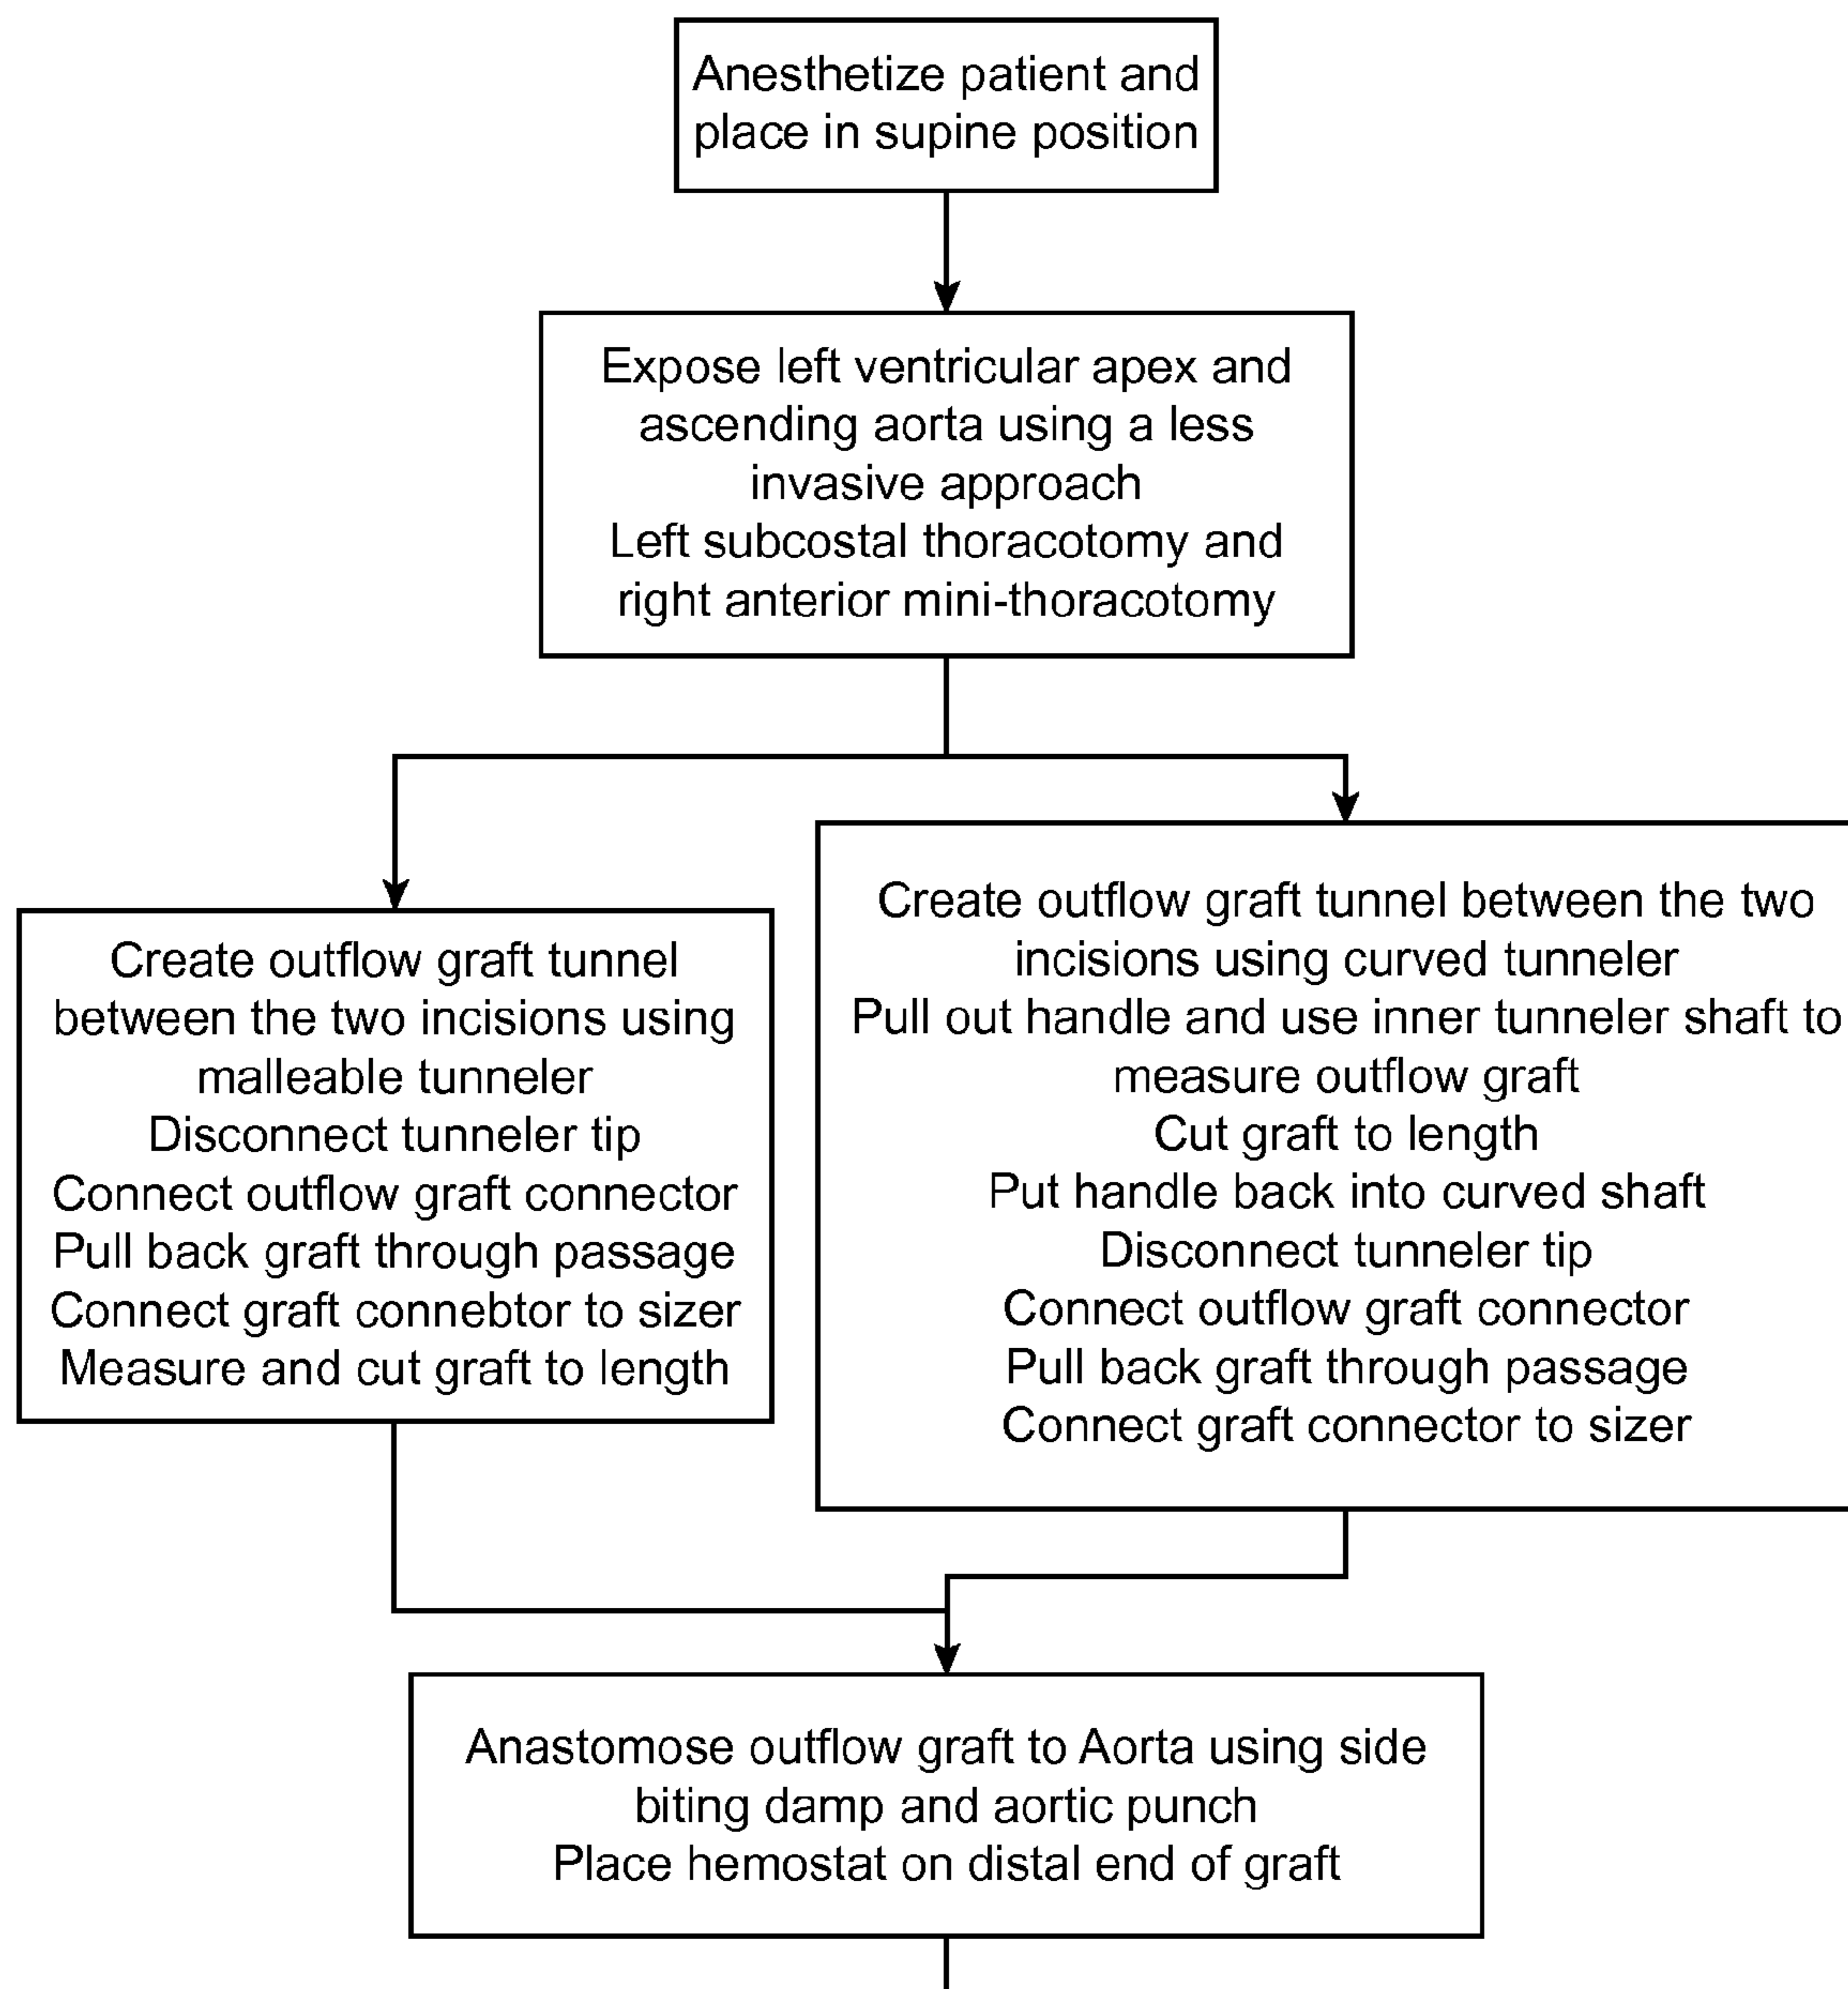 Anesthetize patient and
place in supine position
Expose left ventricular apex and
ascending aorta using a less
invasive approach
Left subcostal thoracotomy and
right anterior mini-thoracotomy
Create outflow graft tunnel
between the two incisions using
malleable tunneler
Disconnect tunneler tip
Connect outflow graft connector
Pull back graft through passage
Connect graft connebtor to sizer
Measure and cut graft to length
Create outflow graft tunnel between the two
incisions using curved tunneler
Pull out handle and use inner tunneler shaft to
measure outflow graft
Cut graft to length
Put handle back into curved shaft
Disconnect tunneler tip
Connect outflow graft connector
Pull back graft through passage
Connect graft connector to sizer
Anastomose outflow graft to Aorta using side
biting damp and aortic punch
Place hemostat on distal end of graft